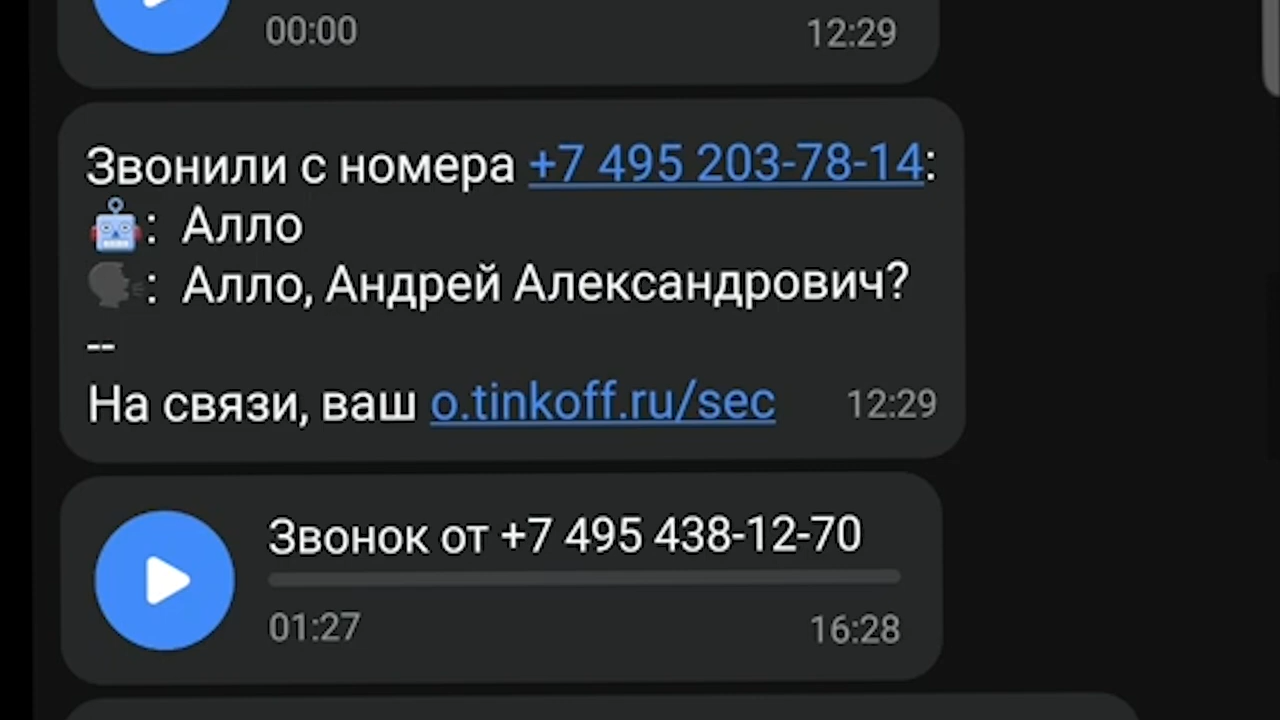 00:00 12:29
Звонили с номера +7 495 203-78-14:
🤖: Алло
🗣: Алло, Андрей Александрович?
--
На связи, ваш o.tinkoff.ru/sec 12:29
Звонок от +7 495 438-12-70
01:27 16:28